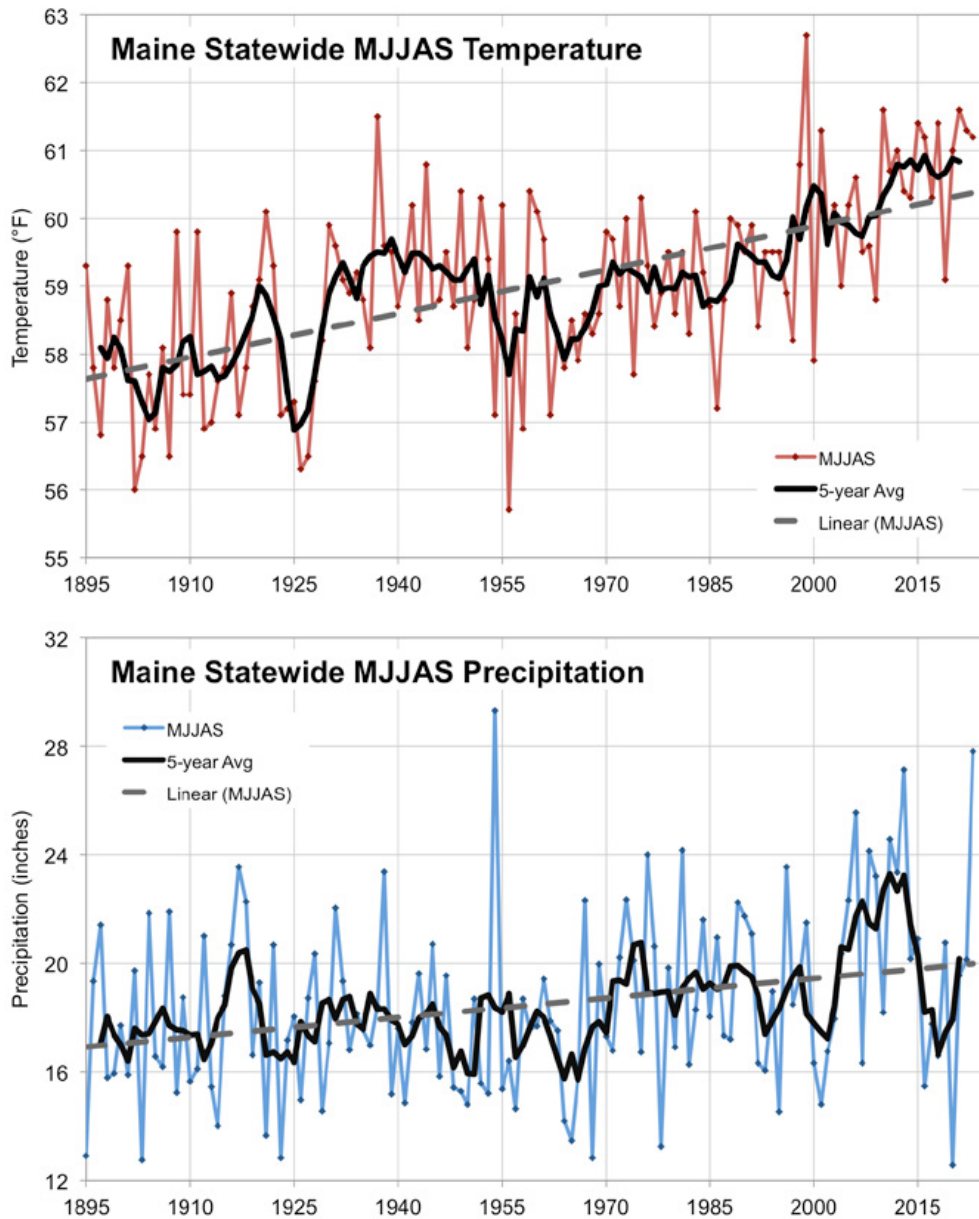 Maine Statewide MJJAS Temperature
63
62
61
60
59
58
57
56
55
Temperature (°F)
MJJAS
5-year Avg
Linear (MJJAS)
1895 1910 1925 1940 1955 1970 1985 2000 2015
Maine Statewide MJJAS Precipitation
32
28
24
20
16
12
Precipitation (inches)
MJJAS
5-year Avg
Linear (MJJAS)
1895 1910 1925 1940 1955 1970 1985 2000 2015